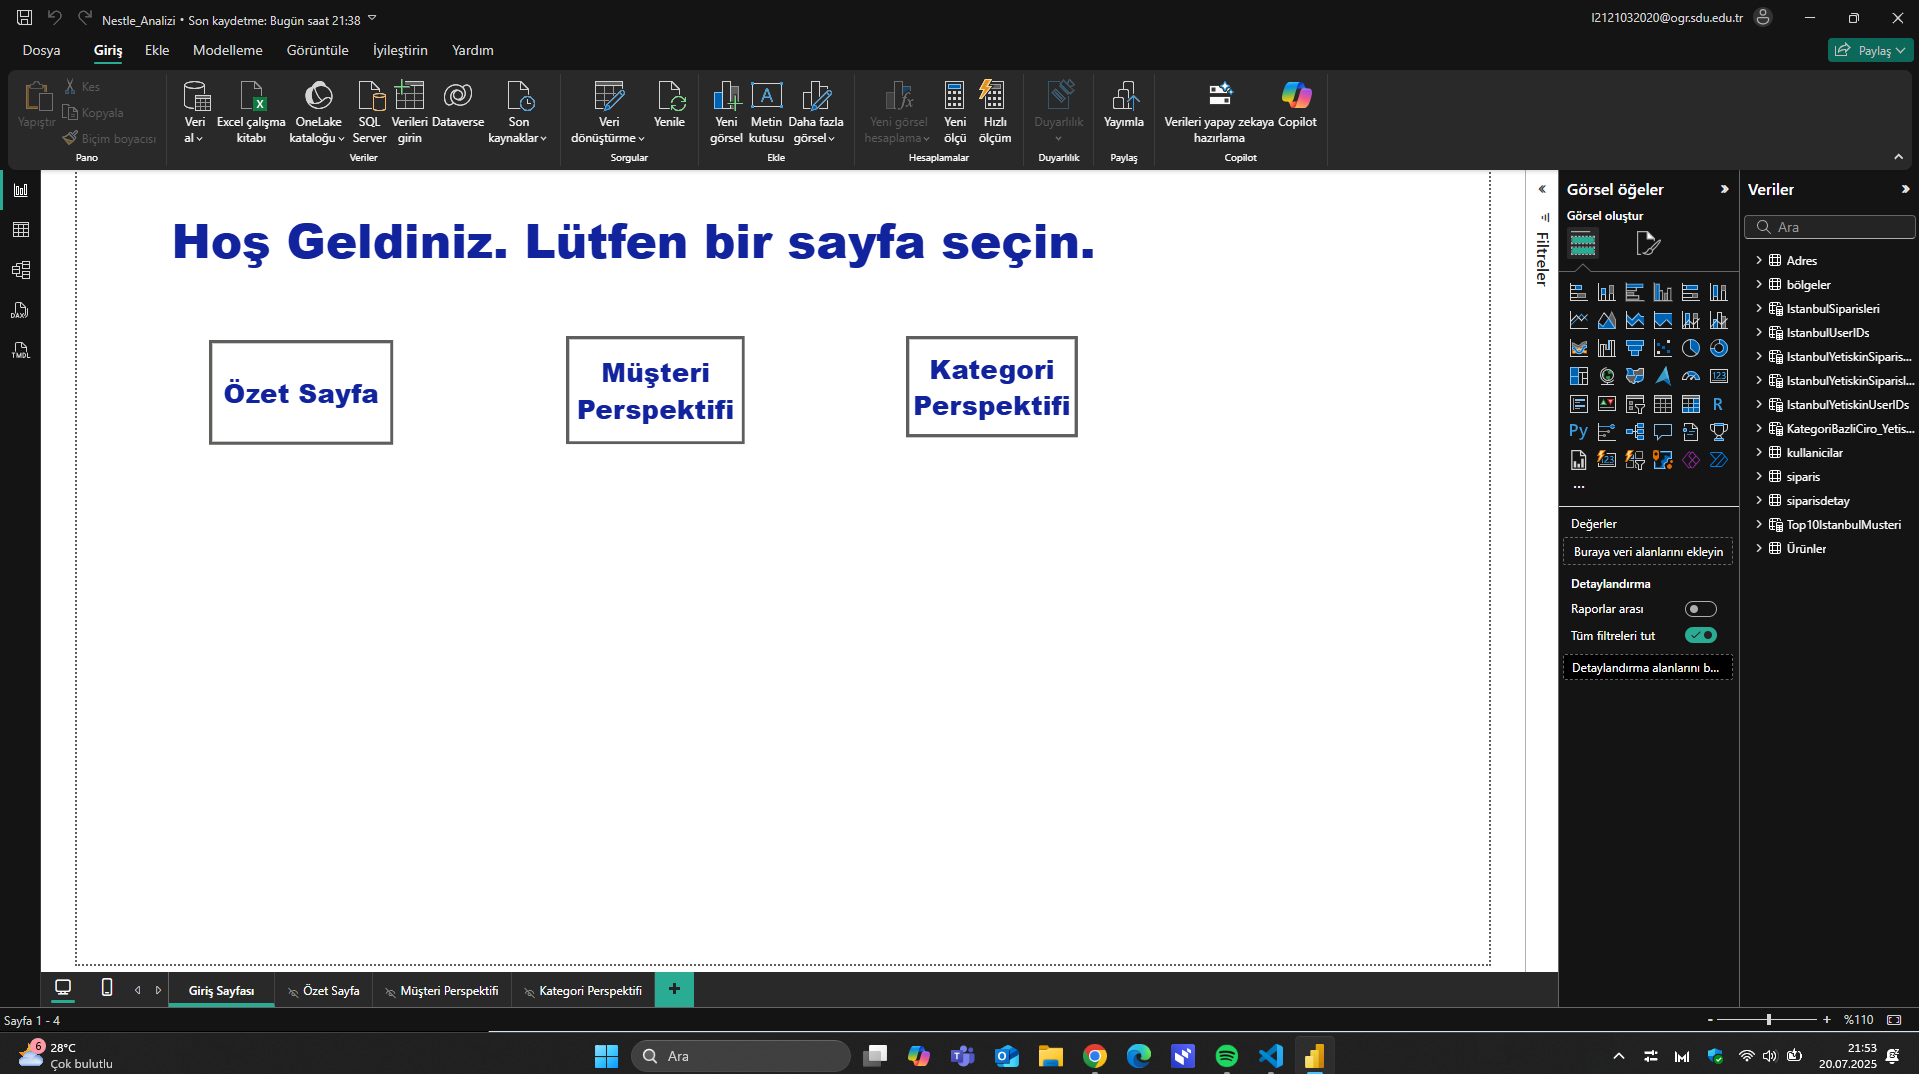 Nestle_Analizi • Son kaydetme: Bugün saat 21:38
l2121032020@ogr.sdu.edu.tr
Dosya
Giriş
Ekle
Modelleme
Görüntüle
İyileştirin
Yardım
Paylaş
Yapıştır
Kes
Kopyala
Biçim boyacısı
Pano
Veri
al
Excel çalışma
kitabı
OneLake
kataloğu
SQL
Server
Verileri
girin
Dataverse
Son
kaynaklar
Veriler
Veri
dönüştürme
Yenile
Sorgular
Yeni
görsel
Metin
kutusu
Daha fazla
görsel
Ekle
Yeni görsel
hesaplama
Yeni
ölçü
Hızlı
ölçüm
Hesaplamalar
Duyarlılık
Duyarlılık
Yayımla
Paylaş
Verileri yapay zekaya
hazırlama
Copilot
Copilot
Hoş Geldiniz. Lütfen bir sayfa seçin.
Özet Sayfa
Müşteri
Perspektifi
Kategori
Perspektifi
Filtreler
Görsel öğeler
Görsel oluştur
R
Py
123
123
...
Değerler
Buraya veri alanlarını ekleyin
Detaylandırma
Raporlar arası
Tüm filtreleri tut
Detaylandırma alanlarını b...
Veriler
Ara
Adres
bölgeler
IstanbulSiparisleri
IstanbulUserIDs
IstanbulYetiskinSiparis...
IstanbulYetiskinSiparisl...
IstanbulYetiskinUserIDs
KategoriBazliCiro_Yetis...
kullanicilar
siparis
siparisdetay
Top10IstanbulMusteri
Ürünler
DAX
TMDL
Giriş Sayfası
Özet Sayfa
Müşteri Perspektifi
Kategori Perspektifi
+
Sayfa 1 - 4
- + %110
6
28°C
Çok bulutlu
Ara
21:53
20.07.2025